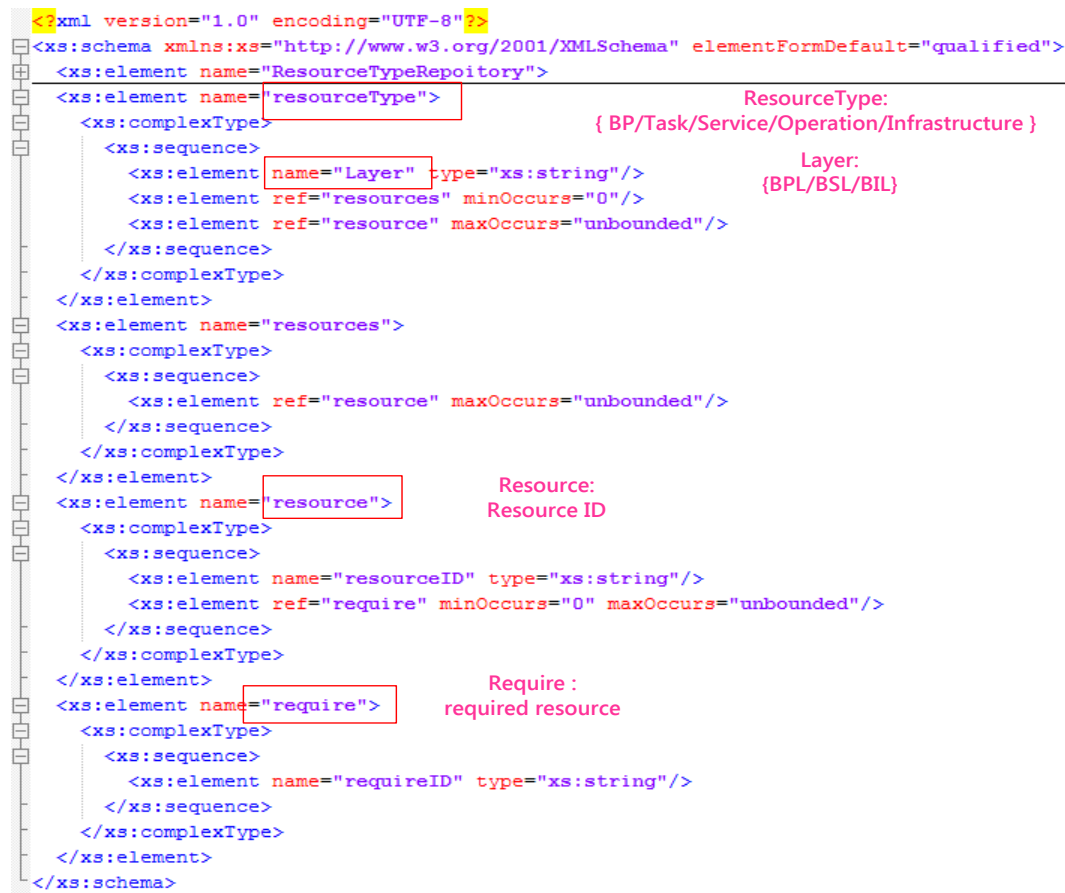 <?xml version="1.0" encoding="UTF-8"?>
<xs:schema xmlns:xs="http://www.w3.org/2001/XMLSchema" elementFormDefault="qualified">
<xs:element name="ResourceTypeRepoitory">
<xs:element name="resourceType">
ResourceType:
<xs:complexType>
{ BP/Task/Service/Operation/Infrastructure }
<xs:sequence>
Layer:
<xs:element name="Layer" type="xs:string"/>
{BPL/BSL/BIL}
<xs:element ref="resources" minOccurs="0"/>
<xs:element ref="resource" maxOccurs="unbounded"/>
</xs:sequence>
</xs:complexType>
</xs:element>
<xs:element name="resources">
<xs:complexType>
<xs:sequence>
<xs:element ref="resource" maxOccurs="unbounded"/>
</xs:sequence>
</xs:complexType>
</xs:element>
Resource:
<xs:element name="resource">
Resource ID
<xs:complexType>
<xs:sequence>
<xs:element name="resourceID" type="xs:string"/>
<xs:element ref="require" minOccurs="0" maxOccurs="unbounded"/>
</xs:sequence>
</xs:complexType>
</xs:element>
Require :
<xs:element name="require">
required resource
<xs:complexType>
<xs:sequence>
<xs:element name="requireID" type="xs:string"/>
</xs:sequence>
</xs:complexType>
</xs:element>
</xs:schema>